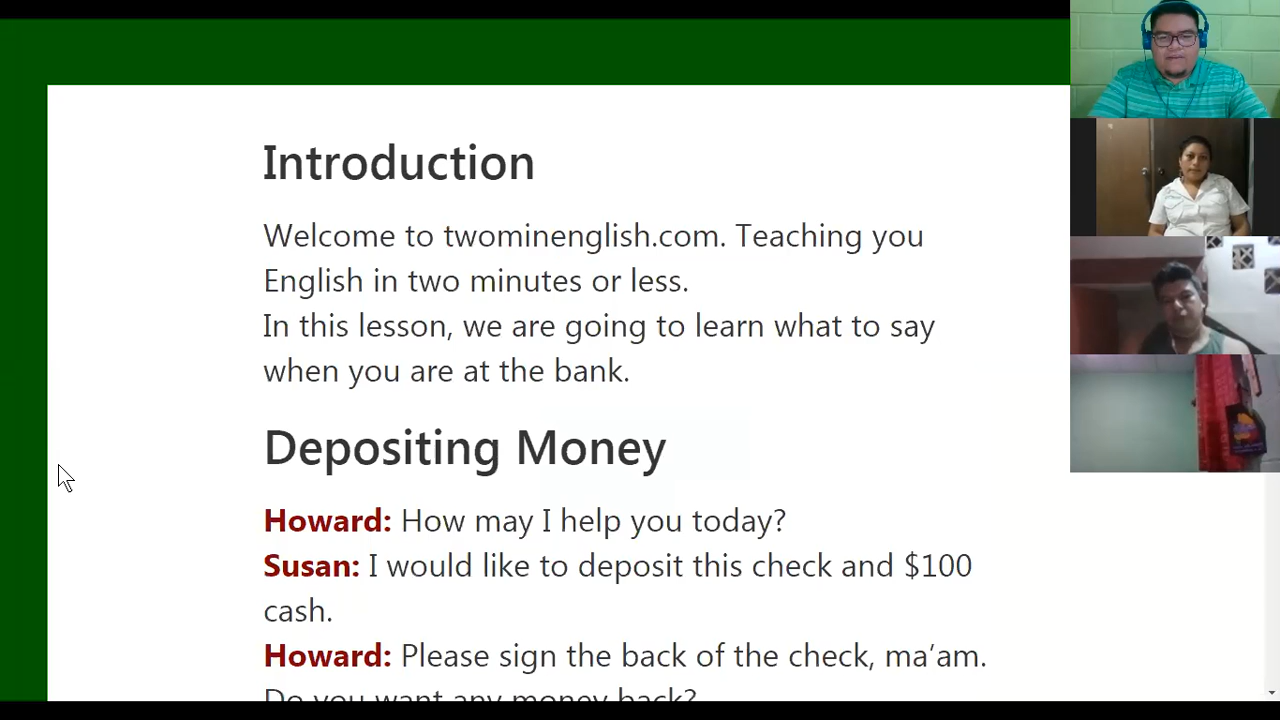 Introduction
Welcome to twominenglish.com. Teaching you
English in two minutes or less.
In this lesson, we are going to learn what to say
when you are at the bank.
Depositing Money
Howard: How may I help you today?
Susan: I would like to deposit this check and $100
cash.
Howard: Please sign the back of the check, ma’am.
Do you want any money back?